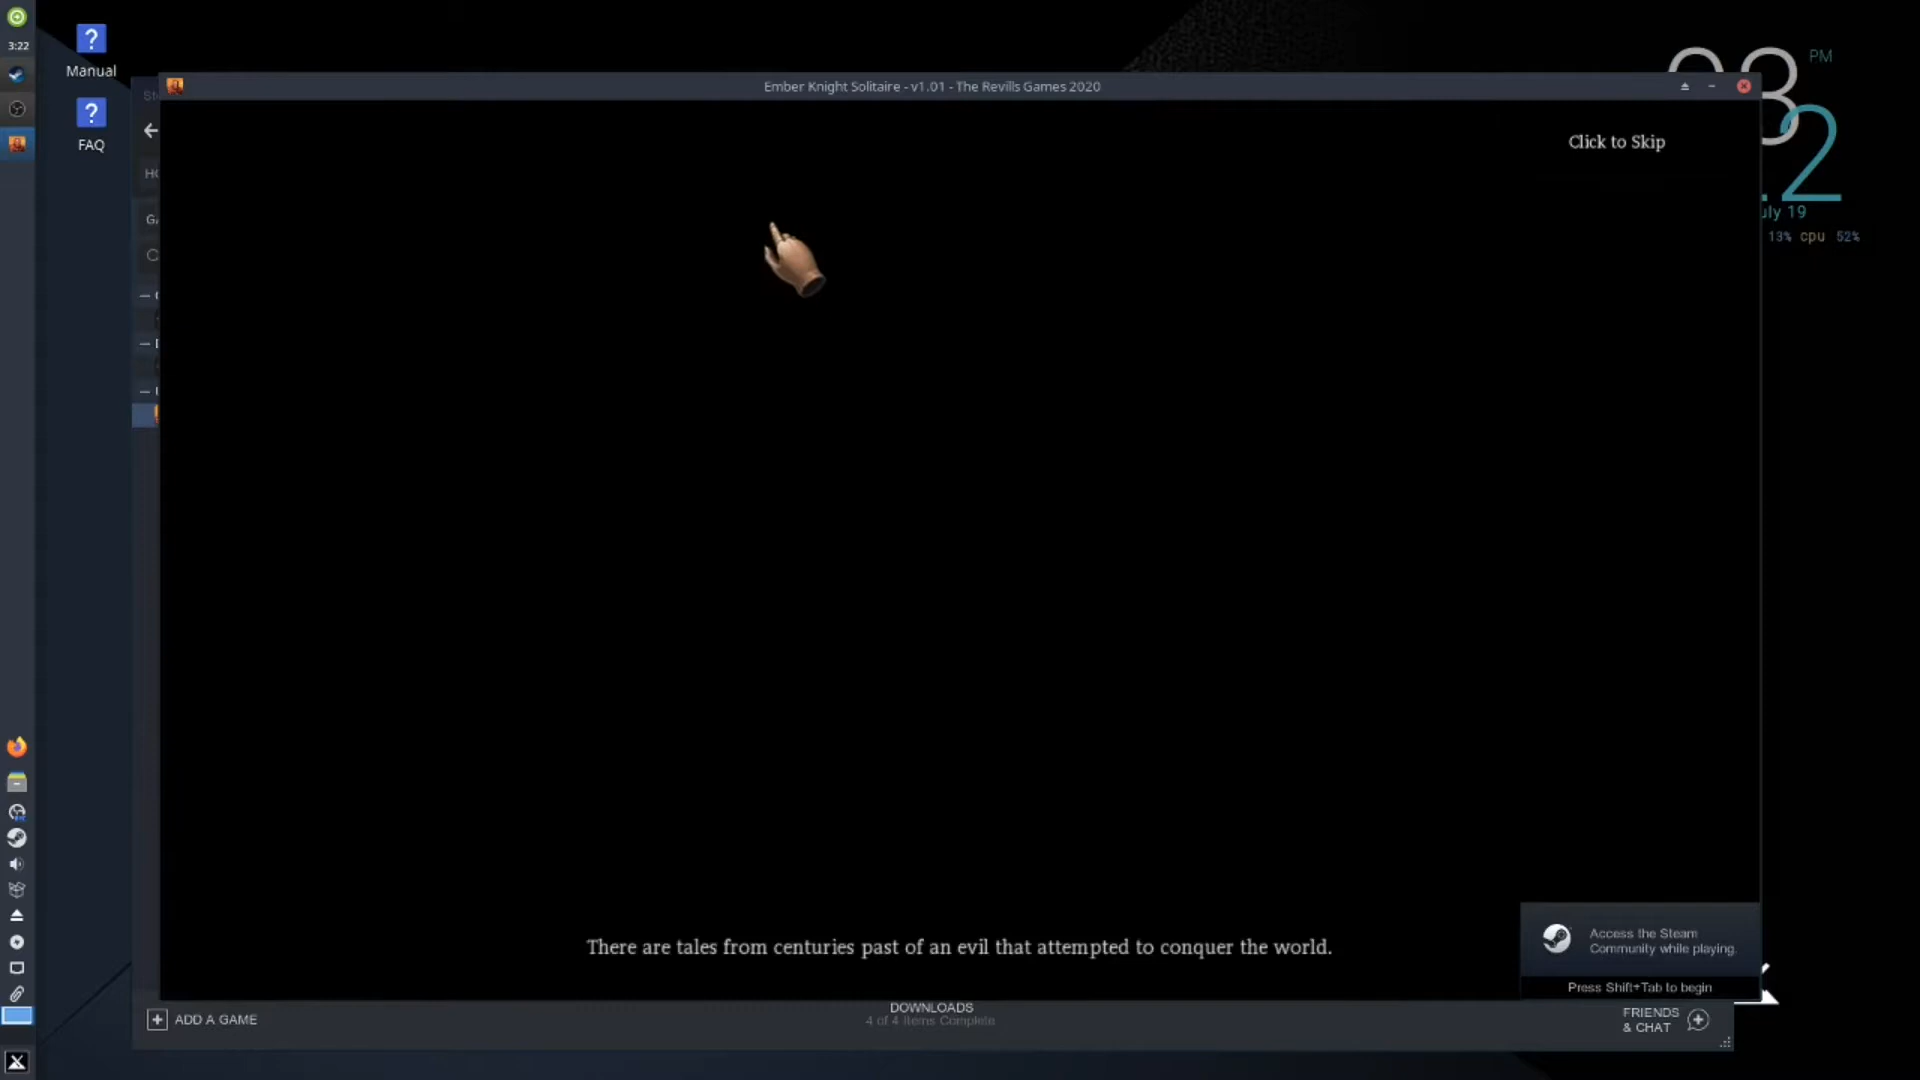 3:22
Manual
FAQ
Ember Knight Solitaire - v1.01 - The Revills Games 2020
Click to Skip
PM
July 19
13% cpu 52%
There are tales from centuries past of an evil that attempted to conquer the world.
Access the Steam
Community while playing.
Press Shift+Tab to begin
ADD A GAME
DOWNLOADS
4 of 4 Items Complete
FRIENDS
& CHAT